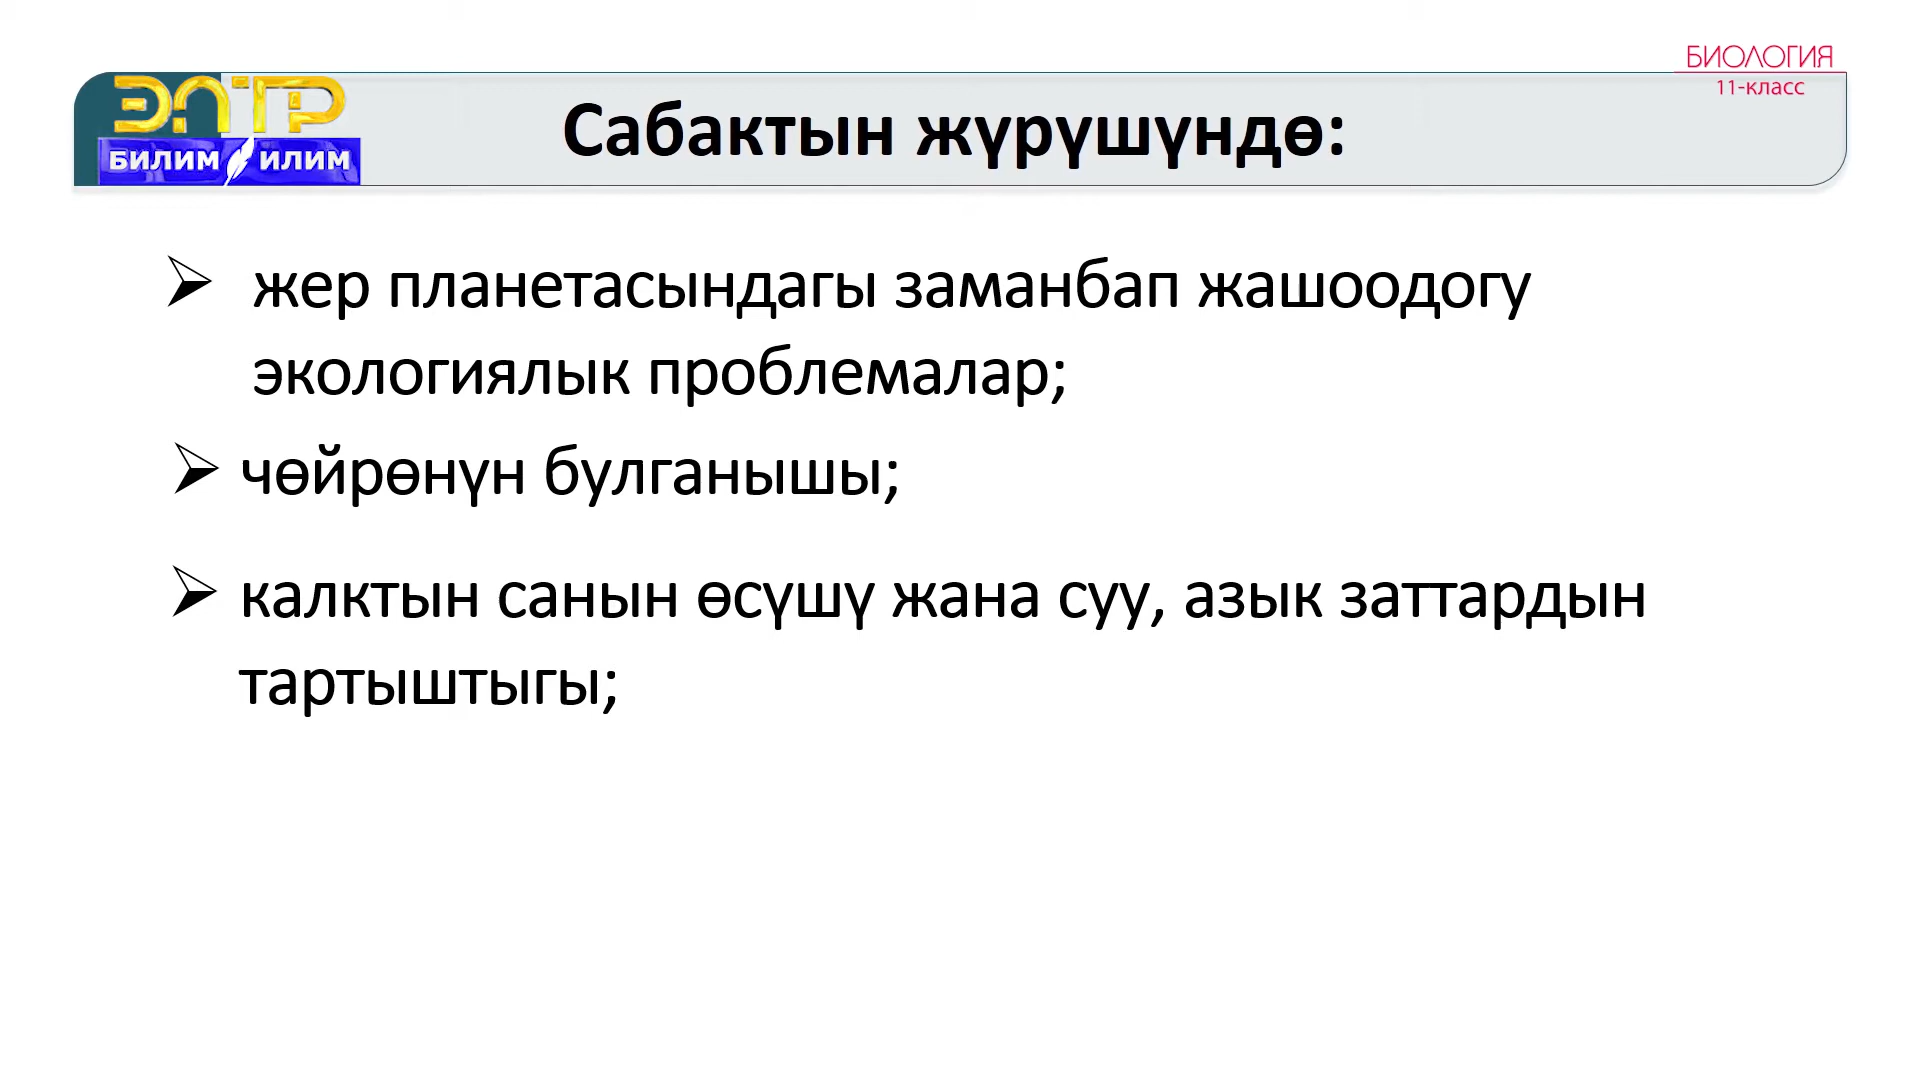 БИОЛОГИЯ
11-класс
ЭЛТР
БИЛИМ ИЛИМ
Сабактын жүрүшүндө:
жер планетасындагы заманбап жашоодогу
экологиялык проблемалар;
чөйрөнүн булганышы;
калктын санын өсүшү жана суу, азык заттардын
тартыштыгы;